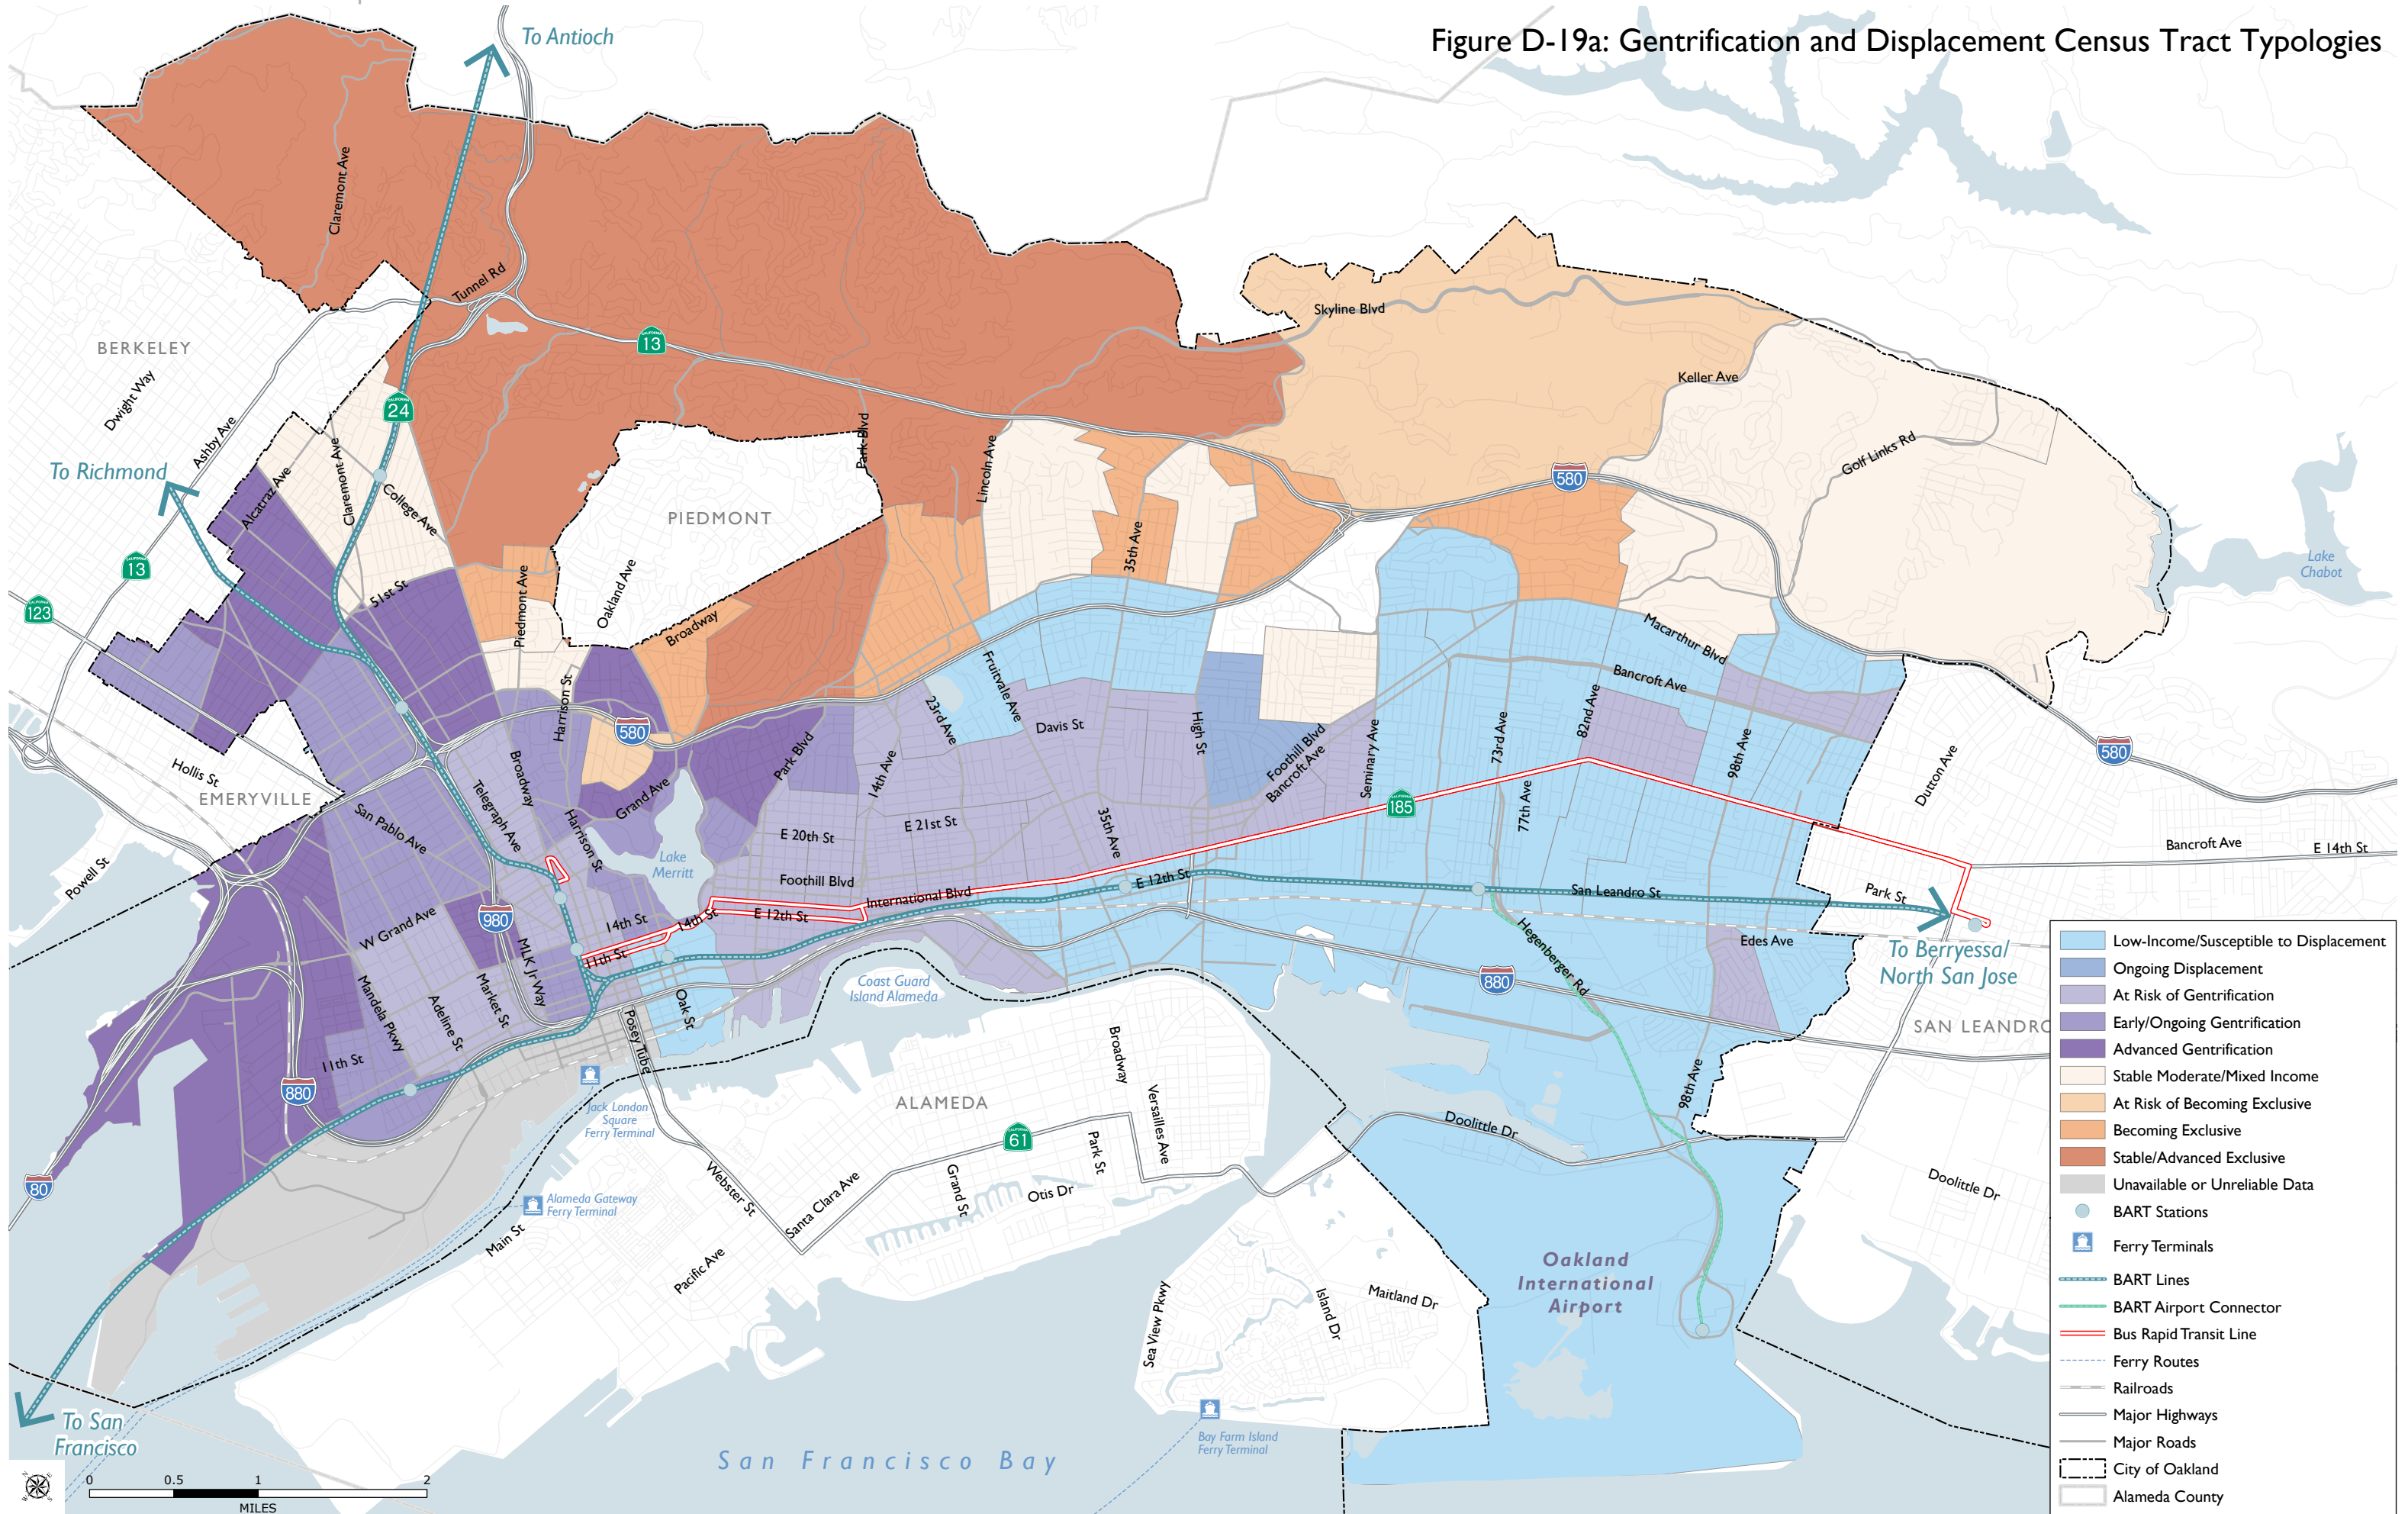 Figure D-19a: Gentrification and Displacement Census Tract Typologies
To Antioch
Claremont Ave
Tunnel Rd
13
Skyline Blvd
BERKELEY
Dwight Way
Ashby Ave
24
Keller Ave
Golf Links Rd
To Richmond
Alcatraz Ave
Claremont Ave
College Ave
Park Blvd
Lincoln Ave
580
PIEDMONT
35th Ave
13
123
51st St
Piedmont Ave
Oakland Ave
Broadway
Lake
Chabot
Macarthur Blvd
Bancroft Ave
Harrison St
580
Fruitvale Ave
23rd Ave
Davis St
High St
Foothill Blvd
Bancroft Ave
Seminary Ave
73rd Ave
82nd Ave
98th Ave
580
Dutton Ave
Hollis St
EMERYVILLE
Broadway
Park Blvd
14th Ave
Telegraph Ave
Grand Ave
San Pablo Ave
Harrison St
E 20th St
E 21st St
35th Ave
185
77th Ave
Bancroft Ave
E 14th St
Powell St
Lake
Merritt
Foothill Blvd
International Blvd
E 12th St
San Leandro St
Park St
980
W Grand Ave
14th St
14th St
E 12th St
11th St
MLK Jr Way
Market St
Adeline St
Mandela Pkwy
11th St
Oak St
Posey Tube
Coast Guard
Island Alameda
Hegenberger Rd
880
Edes Ave
To Berryessal
North San Jose
SAN LEANDRO
880
80
98th Ave
Jack London
Square
Ferry Terminal
ALAMEDA
Broadway
Versailles Ave
61
Park St
Doolittle Dr
Doolittle Dr
Alameda Gateway
Ferry Terminal
Main St
Webster St
Santa Clara Ave
Grand St
Otis Dr
Pacific Ave
Sea View Pkwy
Island Dr
Maitland Dr
Oakland
International
Airport
Bay Farm Island
Ferry Terminal
San Francisco Bay
To San
Francisco
0 0.5 1 2
MILES
Low-Income/Susceptible to Displacement
Ongoing Displacement
At Risk of Gentrification
Early/Ongoing Gentrification
Advanced Gentrification
Stable Moderate/Mixed Income
At Risk of Becoming Exclusive
Becoming Exclusive
Stable/Advanced Exclusive
Unavailable or Unreliable Data
BART Stations
Ferry Terminals
BART Lines
BART Airport Connector
Bus Rapid Transit Line
Ferry Routes
Railroads
Major Highways
Major Roads
City of Oakland
Alameda County